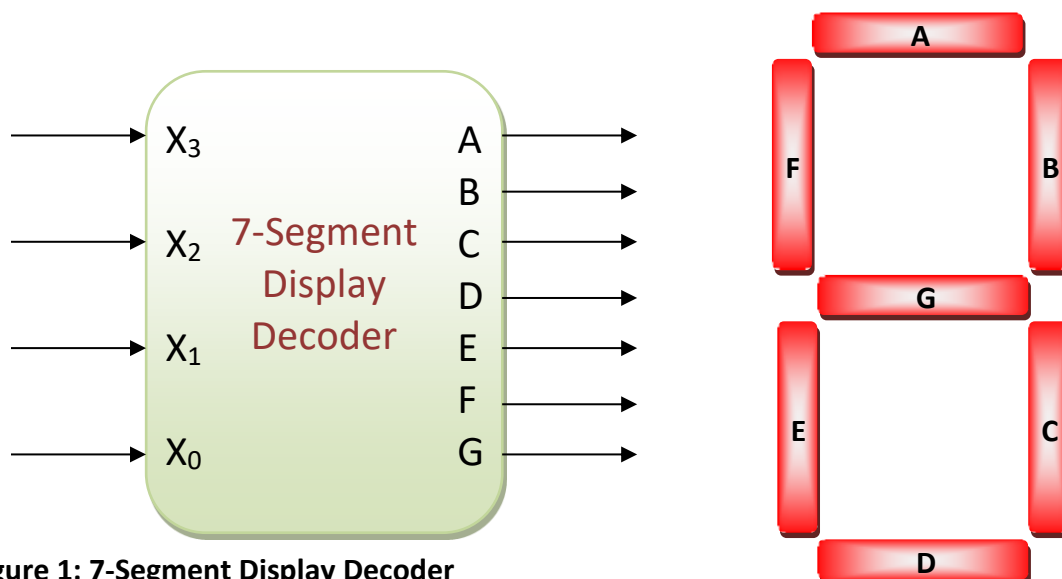 X₃
X₂
X₁
X₀
7-Segment
Display
Decoder
A
B
C
D
E
F
G
A
F
B
G
E
C
D
gure 1: 7-Segment Display Decoder